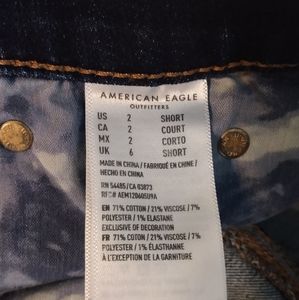 AMERICAN EAGLE
OUTFITTERS
US 2 SHORT
CA 2 COURT
MX 2 CORTO
UK 6 SHORT
MADE IN CHINA / FABRIQUÉ EN CHINE /
HECHO EN CHINA
RN 54485 / CA 03873
AEM120605U9A
EN 71% COTTON / 21% VISCOSE / 7%
POLYESTER / 1% ELASTANE
EXCLUSIVE OF DECORATION
FR 71% COTON / 21% VISCOSE / 7%
POLYESTER / 1% ÉLASTHANNE
À L'EXCEPTION DE LA GARNITURE